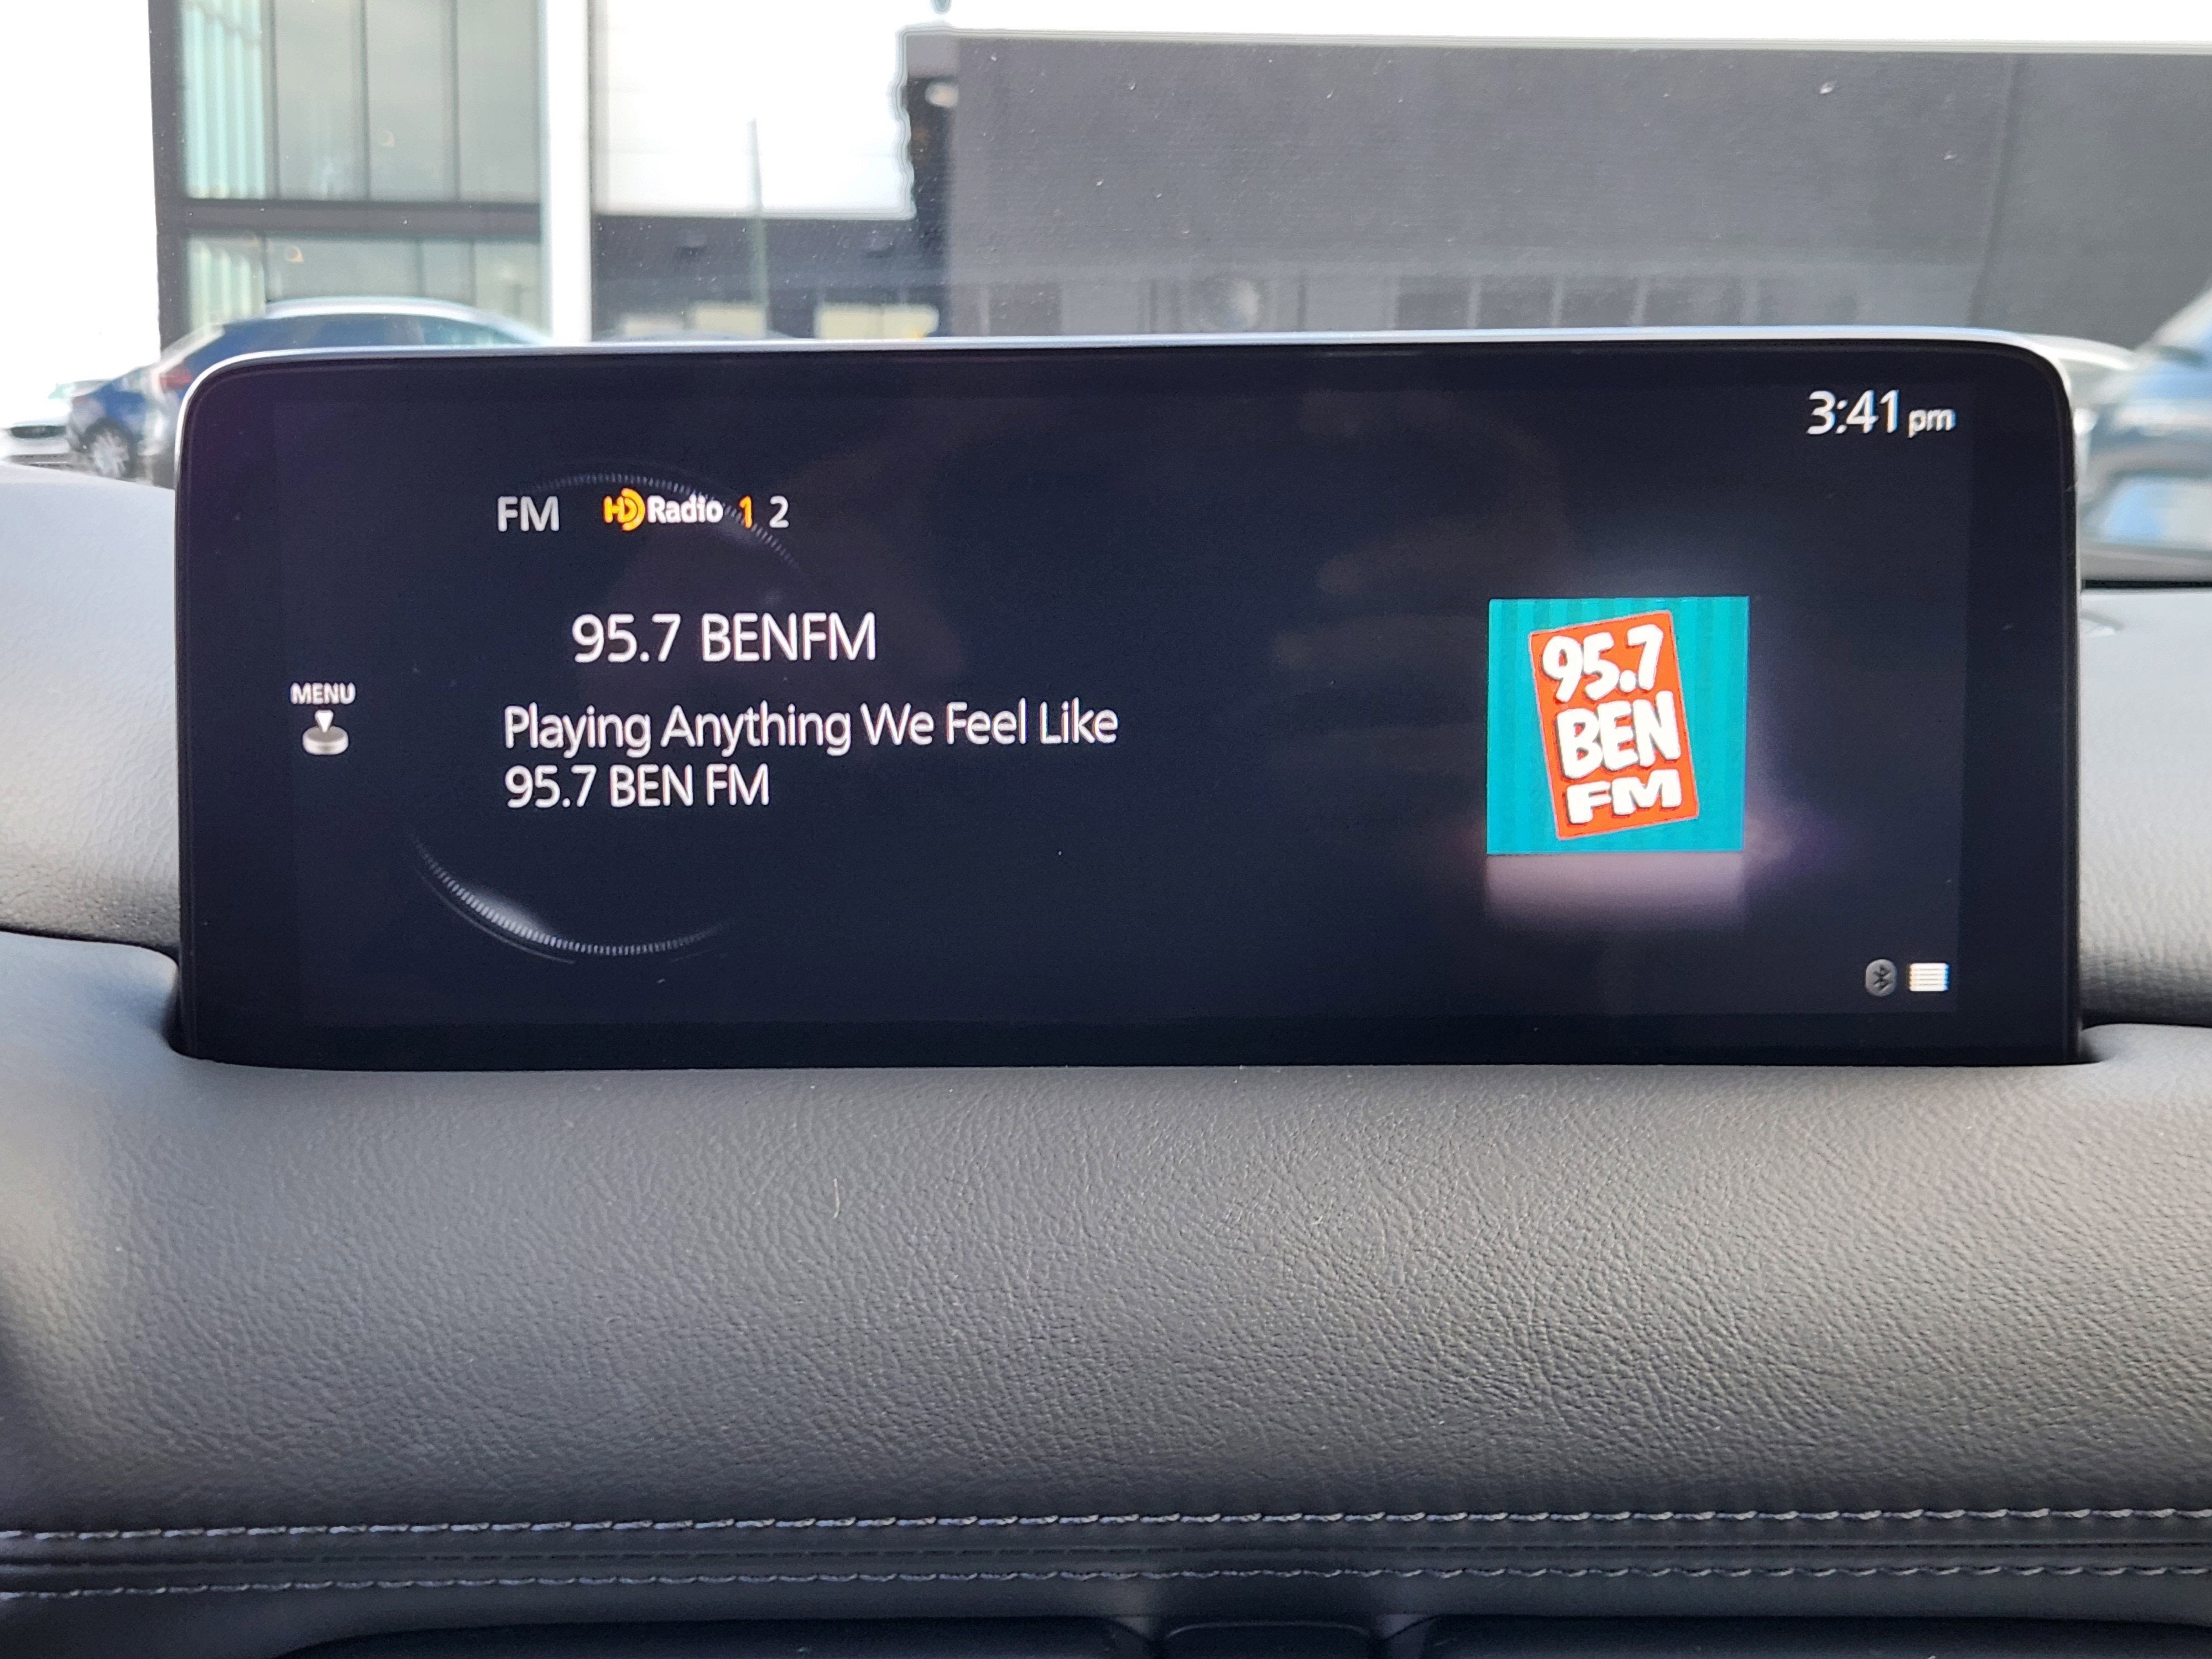 3:41 pm
FM HD Radio 1 2
95.7 BENFM
MENU
Playing Anything We Feel Like
95.7 BEN FM
95.7
BEN
FM